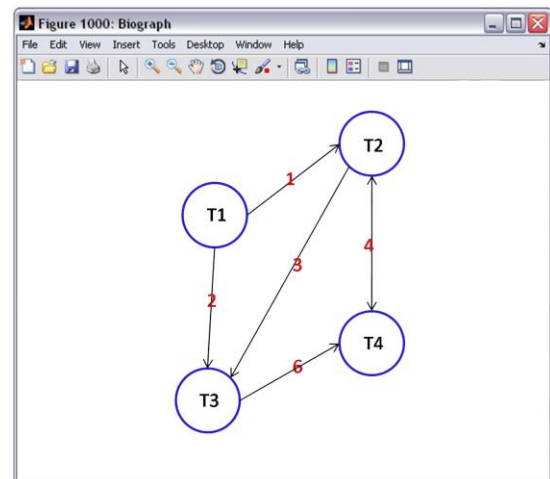 Figure 1000: Biograph
File Edit View Insert Tools Desktop Window Help
T2
1
T1
4
3
2
T4
6
T3